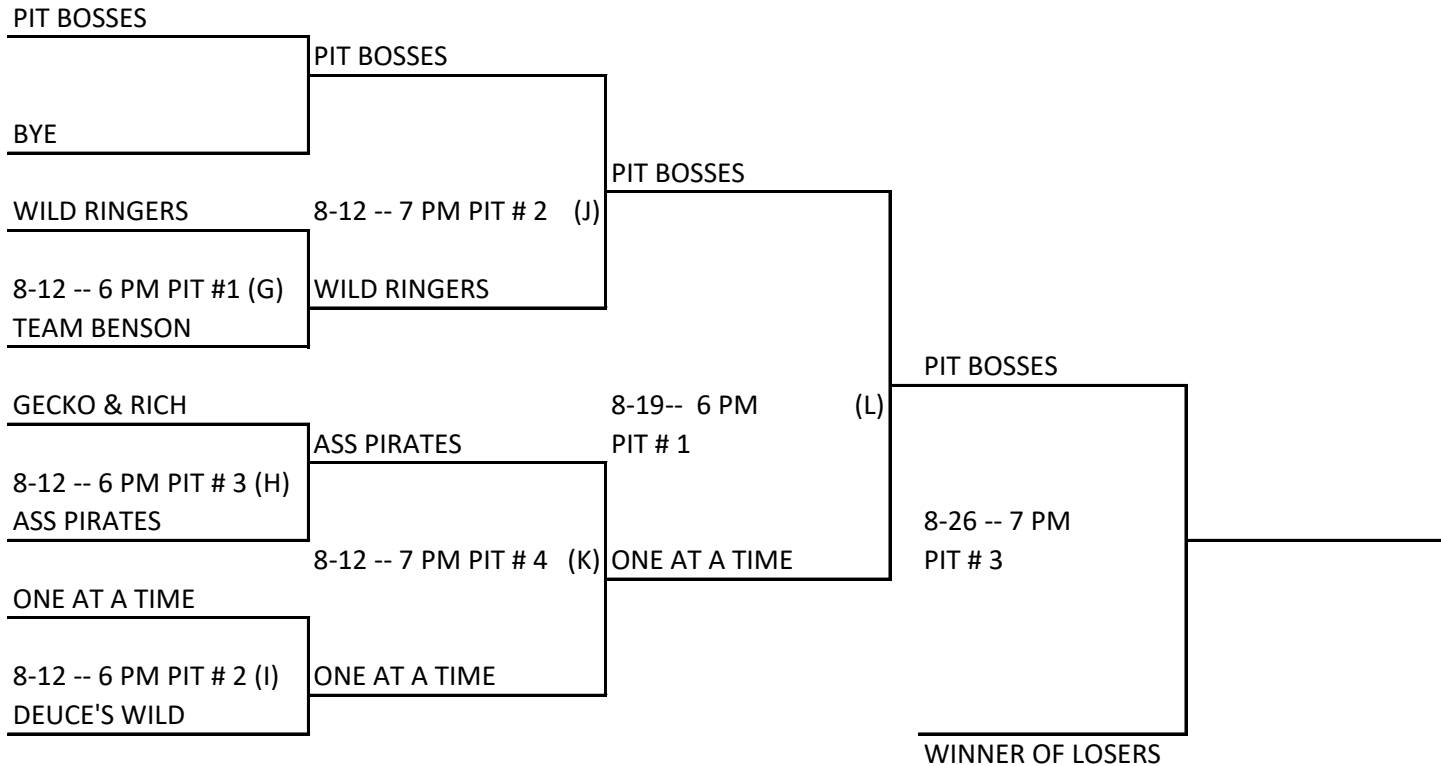 PIT BOSSES
PIT BOSSES
BYE
PIT BOSSES
WILD RINGERS
8-12 -- 7 PM PIT # 2 (J)
8-12 -- 6 PM PIT #1 (G)
WILD RINGERS
TEAM BENSON
PIT BOSSES
GECKO & RICH
8-19-- 6 PM (L)
ASS PIRATES
PIT # 1
8-12 -- 6 PM PIT # 3 (H)
ASS PIRATES
8-26 -- 7 PM
8-12 -- 7 PM PIT # 4 (K)
ONE AT A TIME
PIT # 3
ONE AT A TIME
8-12 -- 6 PM PIT # 2 (I)
ONE AT A TIME
DEUCE'S WILD
WINNER OF LOSERS